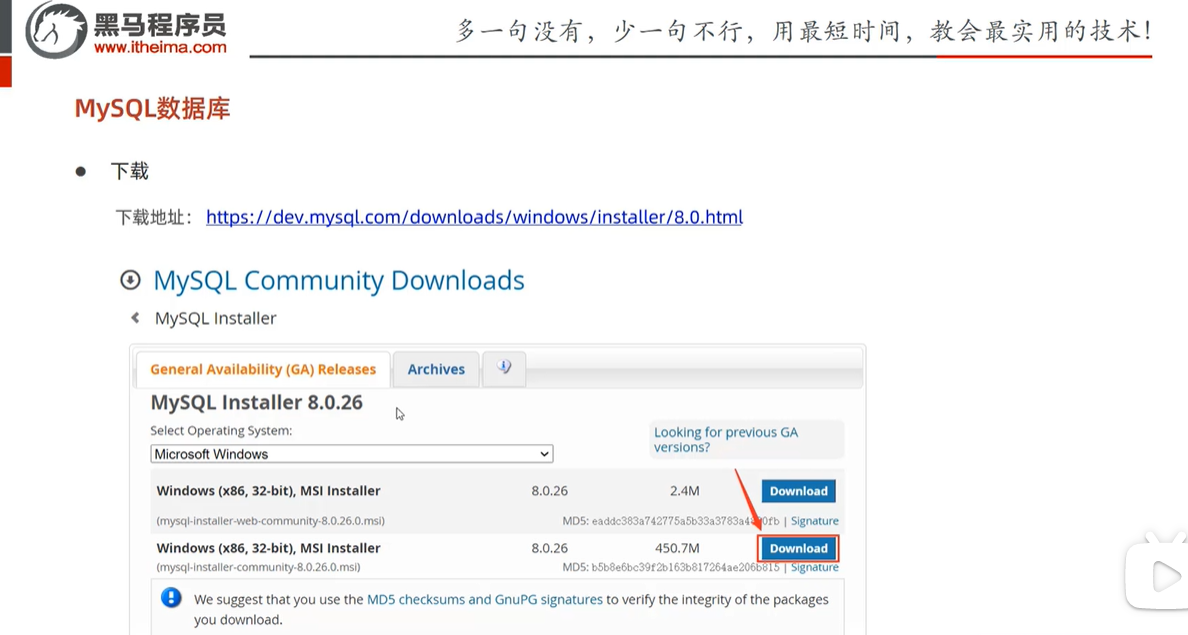 黑马程序员
www.itheima.com
多一句没有，少一句不行，用最短时间，教会最实用的技术！
MySQL数据库
● 下载
下载地址： https://dev.mysql.com/downloads/windows/installer/8.0.html
MySQL Community Downloads
MySQL Installer
General Availability (GA) Releases Archives
MySQL Installer 8.0.26
Select Operating System:
Looking for previous GA
versions?
Microsoft Windows
Windows (x86, 32-bit), MSI Installer 8.0.26 2.4M Download
(mysql-installer-web-community-8.0.26.0.msi) MD5: | Signature
Windows (x86, 32-bit), MSI Installer 8.0.26 450.7M Download
(mysql-installer-community-8.0.26.0.msi) MD5: b5b8e6bc39f2b163b817264ae206b815 | Signature
We suggest that you use the MD5 checksums and GnuPG signatures to verify the integrity of the packages
you download.